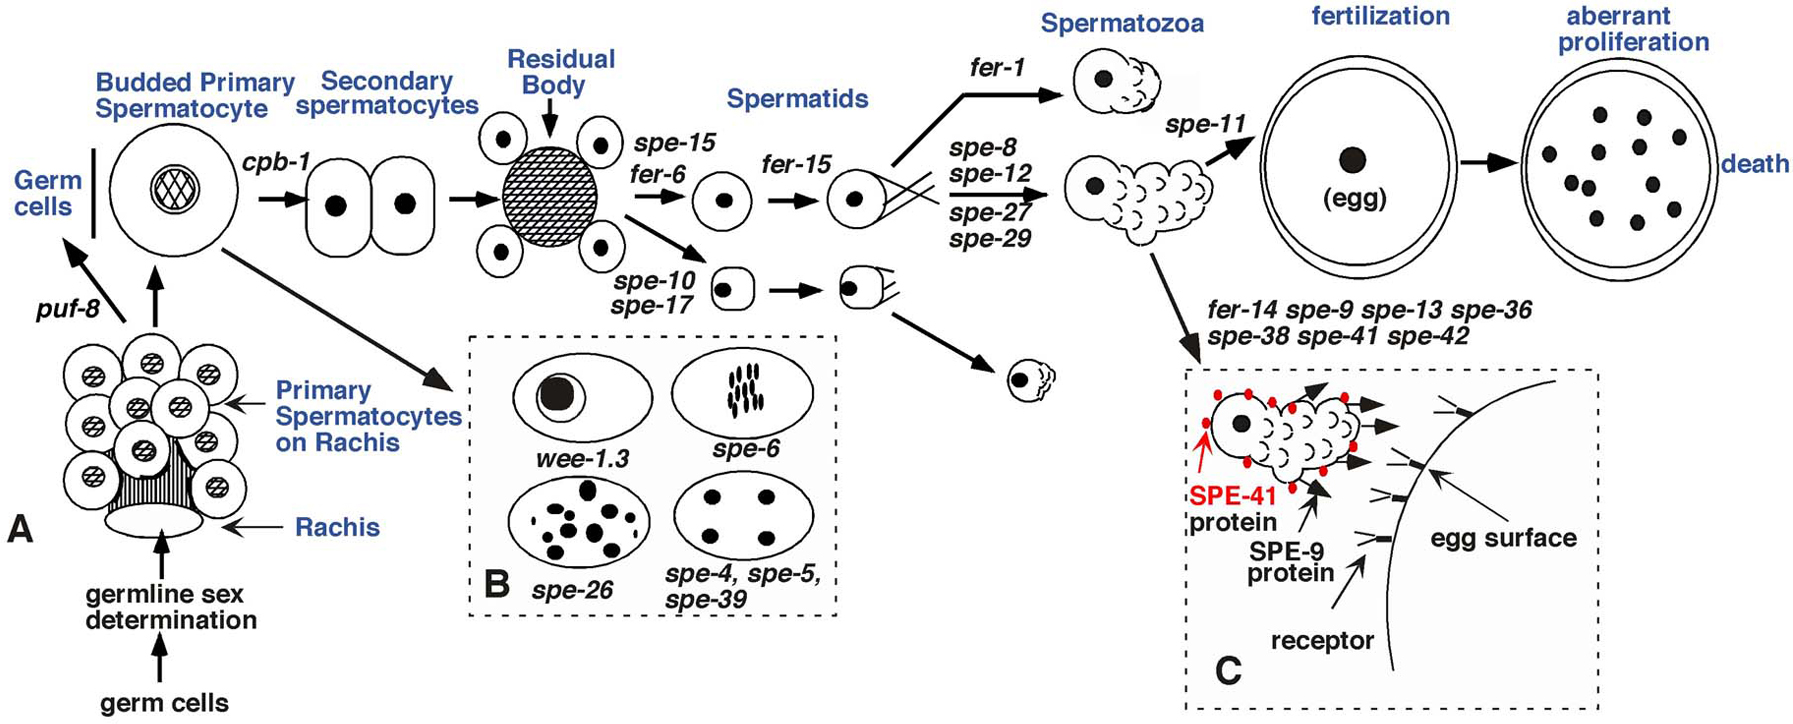 Budded Primary
Spermatocyte
Secondary
spermatocytes
Residual
Body
Spermatids
Spermatozoa
fertilization
aberrant
proliferation
death
Germ
cells
cpb-1
spe-15
fer-6
fer-15
fer-1
spe-8
spe-12
spe-27
spe-29
spe-11
(egg)
spe-10
spe-17
puf-8
Primary
Spermatocytes
on Rachis
Rachis
A
germline sex
determination
germ cells
wee-1.3
spe-6
spe-26
spe-4, spe-5,
spe-39
B
fer-14 spe-9 spe-13 spe-36
spe-38 spe-41 spe-42
SPE-41
protein
SPE-9
protein
egg surface
receptor
C